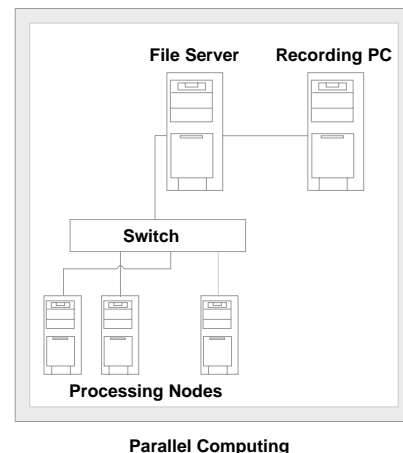 File Server Recording PC
Switch
Processing Nodes
Parallel Computing